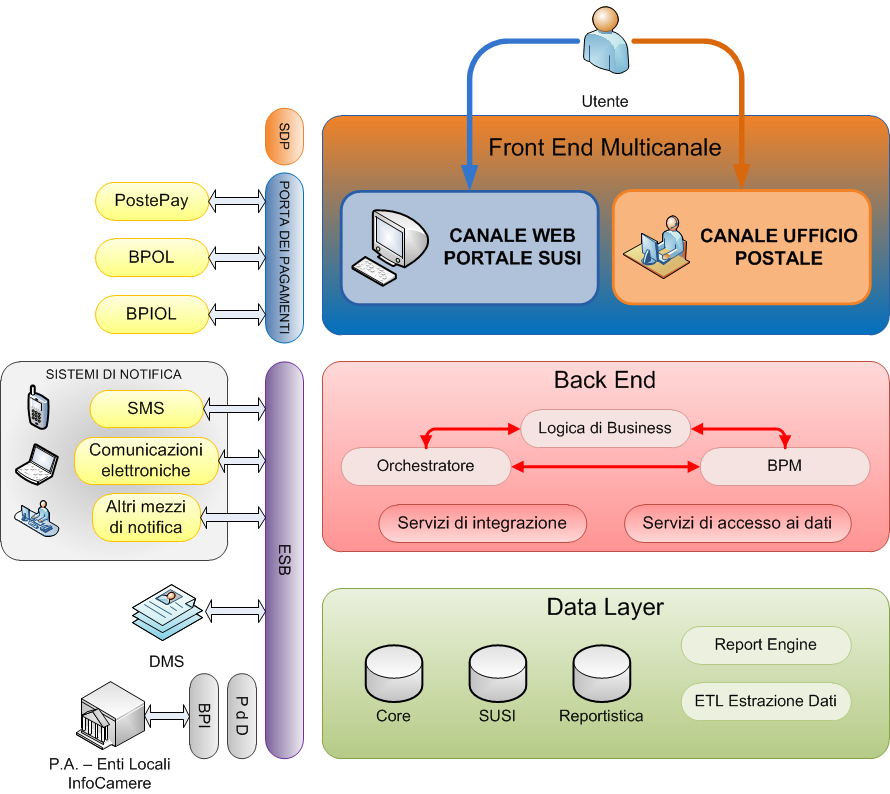 Utente
Front End Multicanale
CANALE WEB
PORTALE SUSI
CANALE UFFICIO
POSTALE
SDP
PORTA DEI PAGAMENTI
PostePay
BPOL
BPIOL
SISTEMI DI NOTIFICA
SMS
Comunicazioni
elettroniche
Altri mezzi
di notifica
ESB
DMS
BPI
P d D
P.A. – Enti Locali
InfoCamere
Back End
Logica di Business
Orchestratore
BPM
Servizi di integrazione
Servizi di accesso ai dati
Data Layer
Core
SUSI
Reportistica
Report Engine
ETL Estrazione Dati